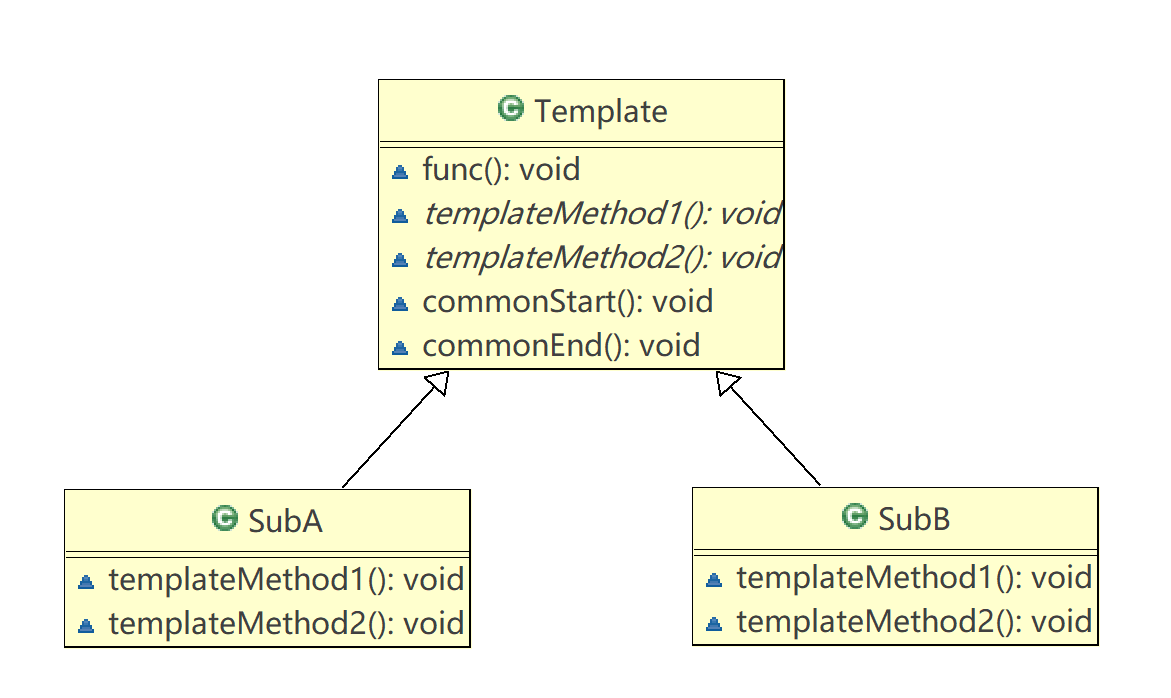 Template
func(): void
templateMethod1(): void
templateMethod2(): void
commonStart(): void
commonEnd(): void
SubA
templateMethod1(): void
templateMethod2(): void
SubB
templateMethod1(): void
templateMethod2(): void